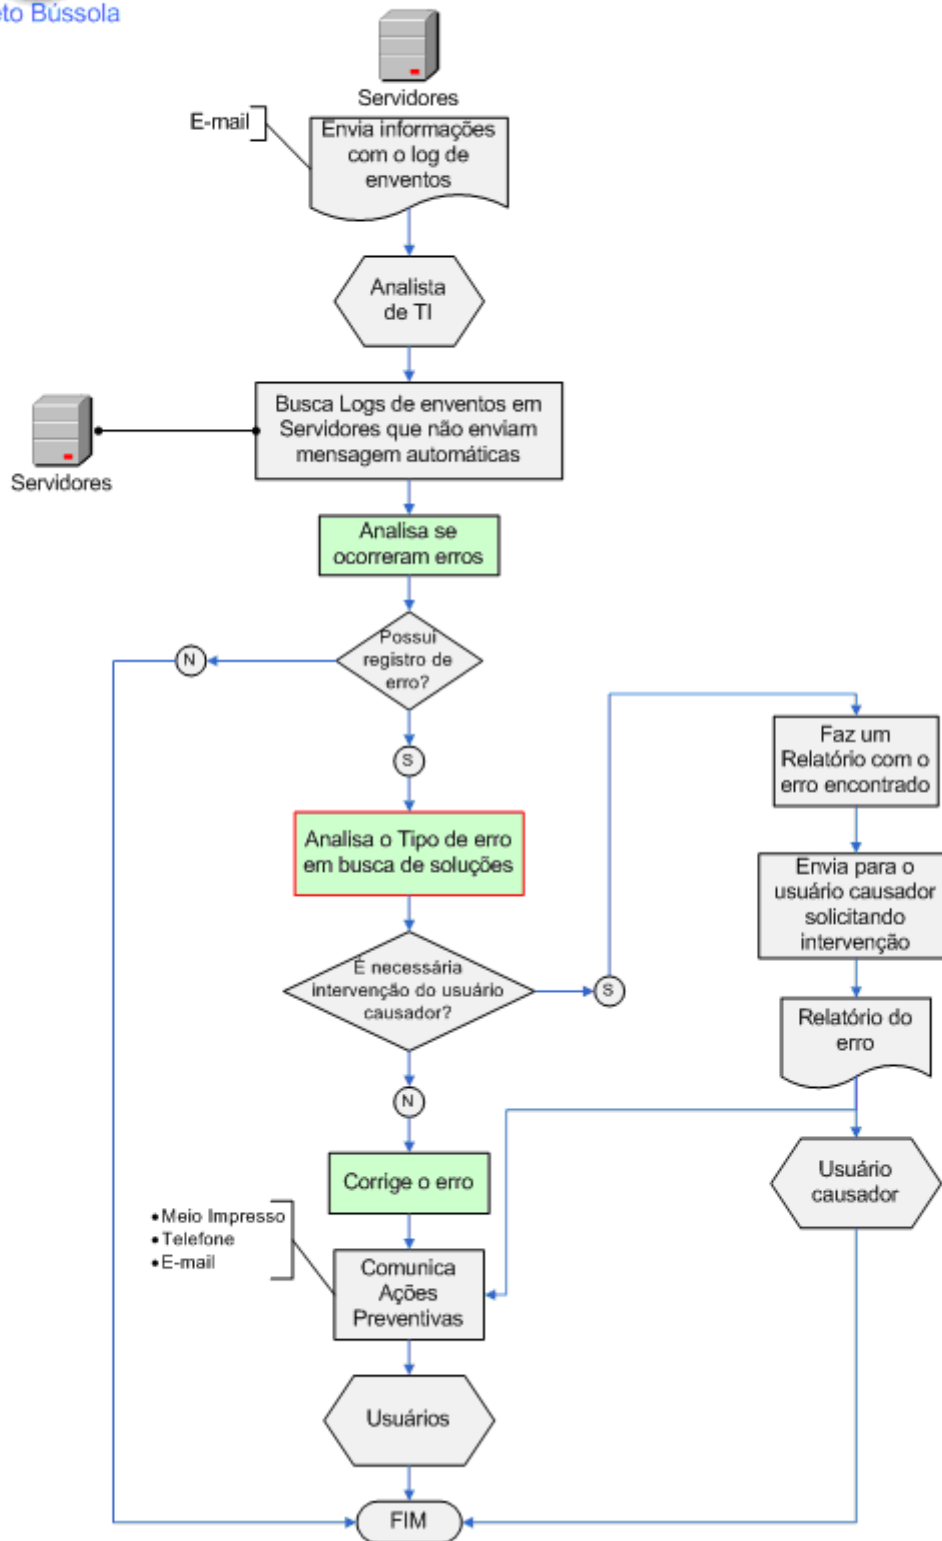 eto Bússola
Servidores
E-mail
Envia informações
com o log de
enventos
Analista
de TI
Busca Logs de enventos em
Servidores que não enviam
mensagem automáticas
Servidores
Analisa se
ocorreram erros
Possui
registro de
erro?
N
S
Faz um
Relatório com o
erro encontrado
Analisa o Tipo de erro
em busca de soluções
Envia para o
usuário causador
solicitando
intervenção
É necessária
intervenção do usuário
causador?
S
Relatório do
erro
N
Usuário
causador
Corrige o erro
•Meio Impresso
•Telefone
•E-mail
Comunica
Ações
Preventivas
Usuários
FIM